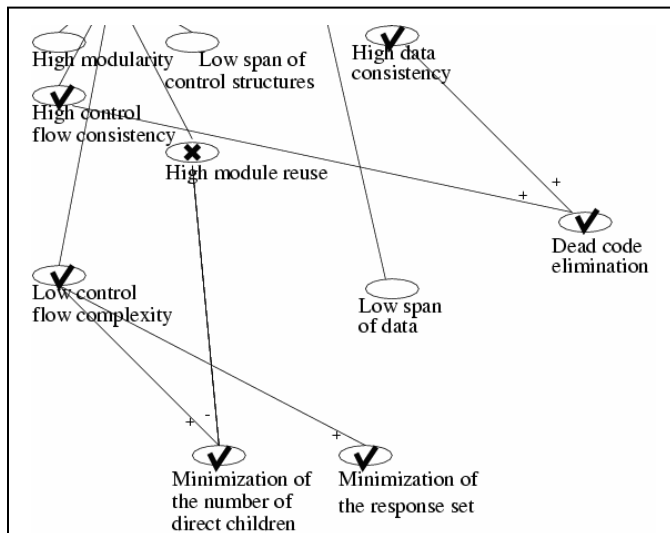 High modularity
Low span of
control structures
High data
consistency
High control
flow consistency
High module reuse
+
+
Dead code
elimination
Low control
flow complexity
Low span
of data
+
-
+
Minimization of
the number of
direct children
Minimization of
the response set